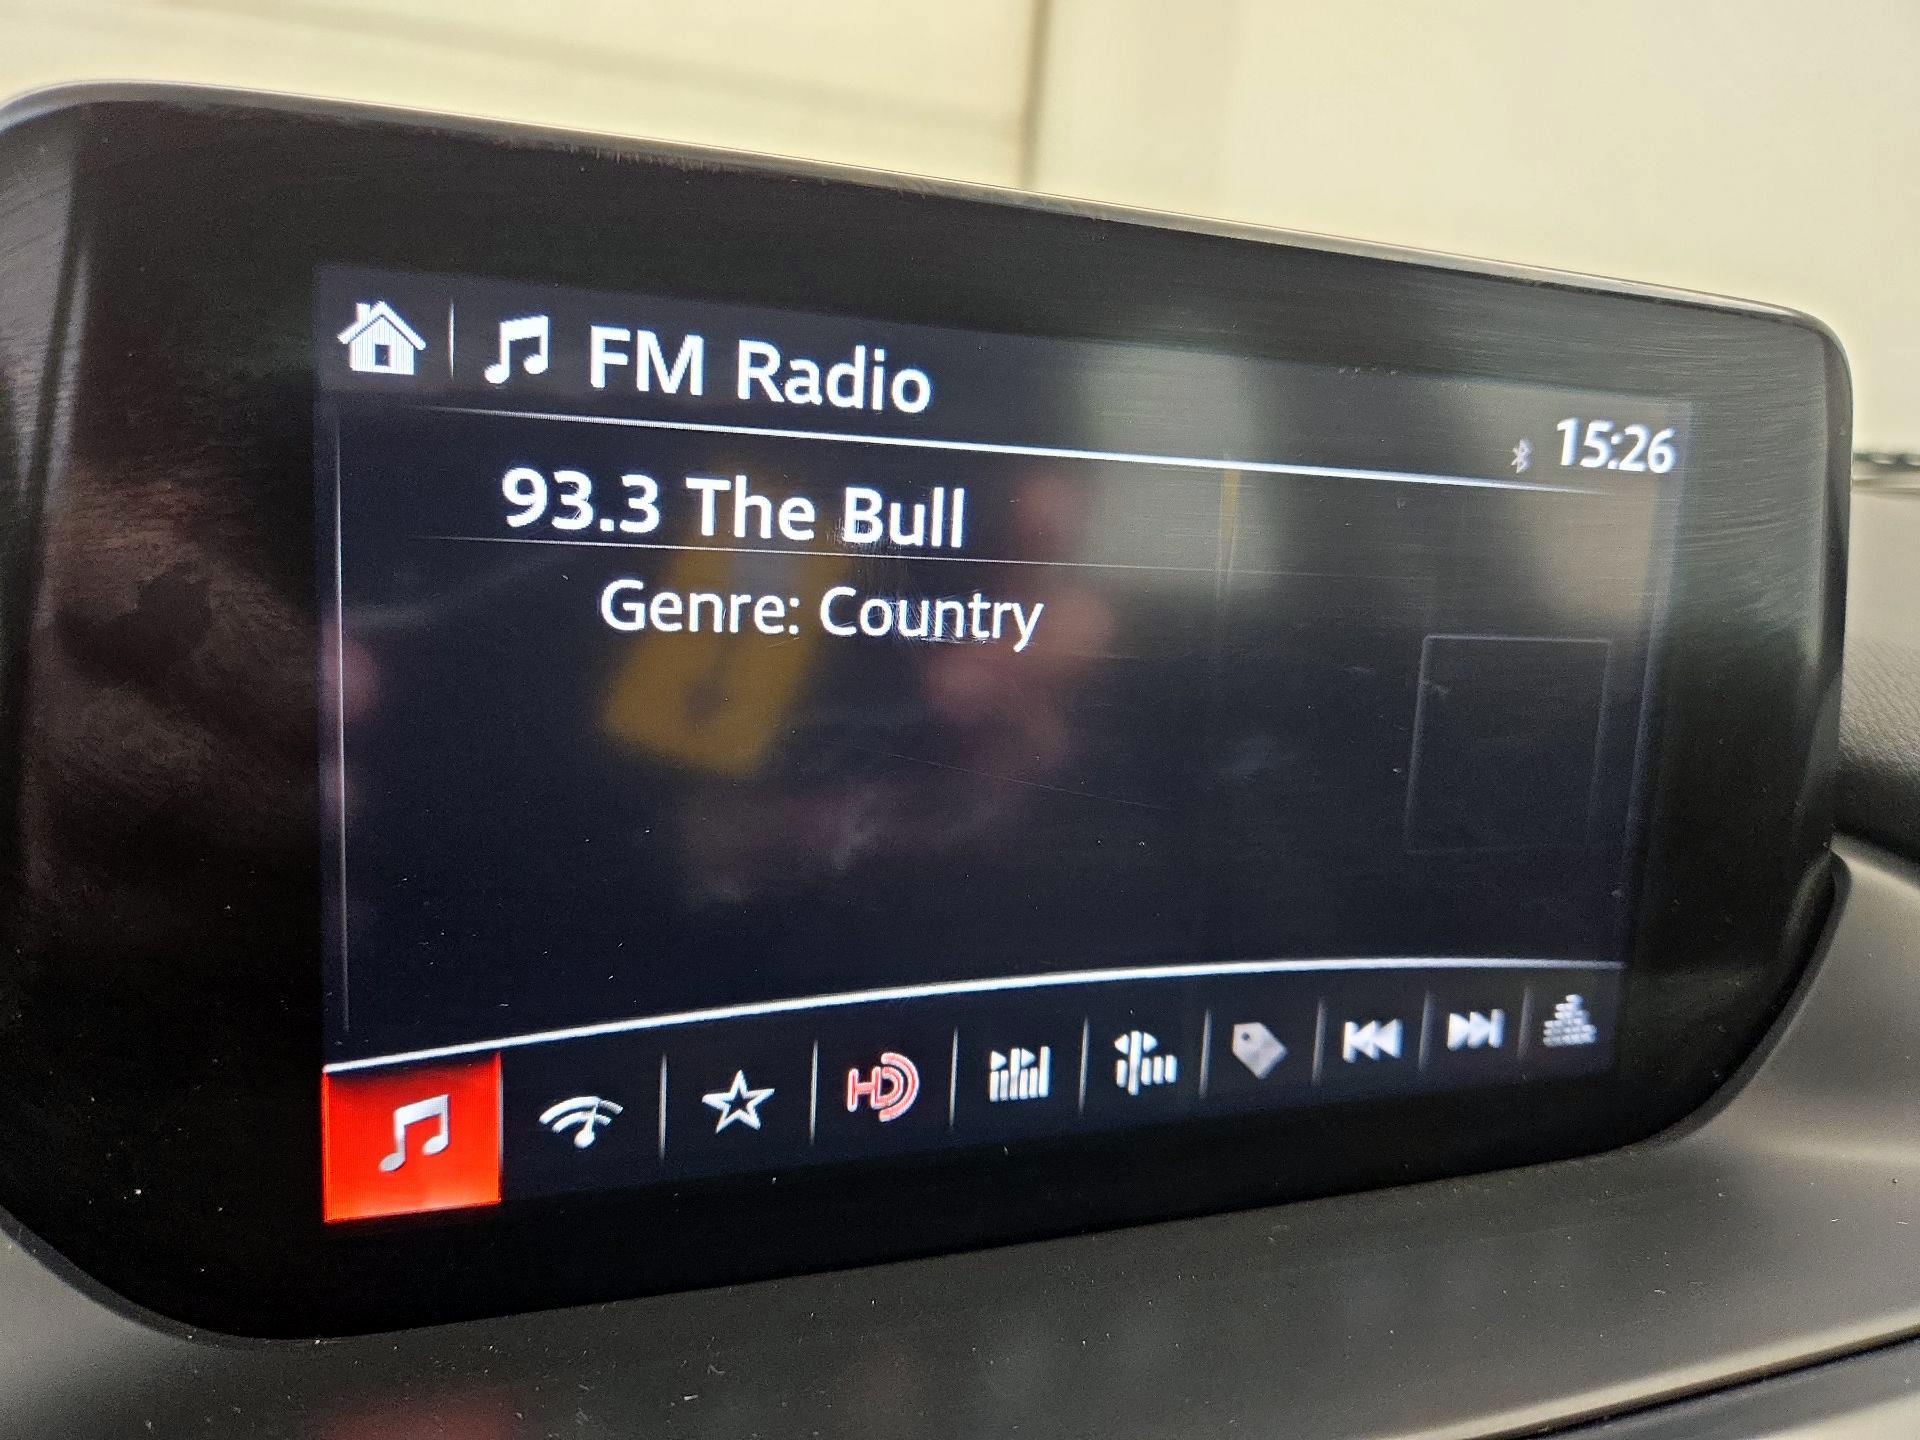 FM Radio
15:26
93.3 The Bull
Genre: Country
HD